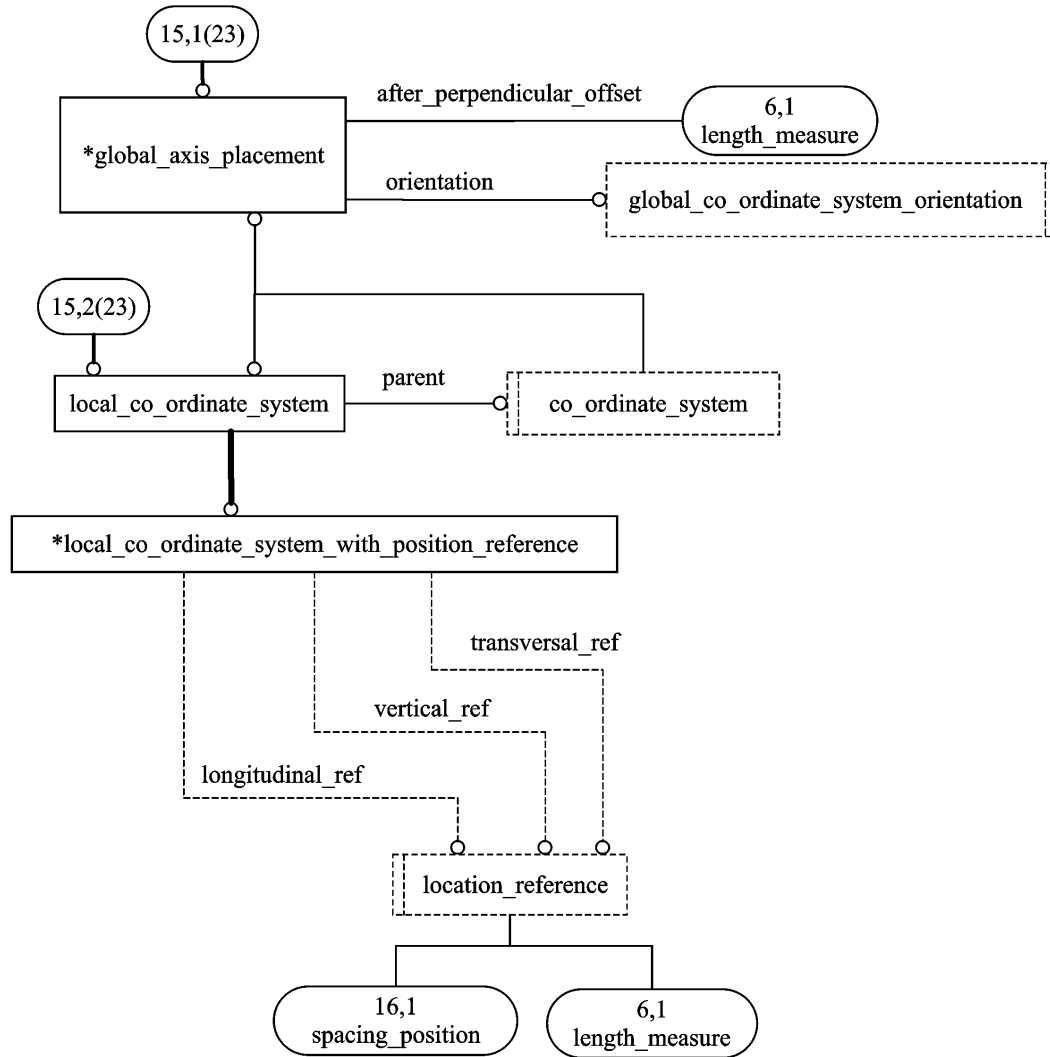 15,1(23)
after_perpendicular_offset
6,1
length_measure
*global_axis_placement
orientation
global_co_ordinate_system_orientation
15,2(23)
parent
local_co_ordinate_system
co_ordinate_system
*local_co_ordinate_system_with_position_reference
transversal_ref
vertical_ref
longitudinal_ref
location_reference
16,1
spacing_position
6,1
length_measure